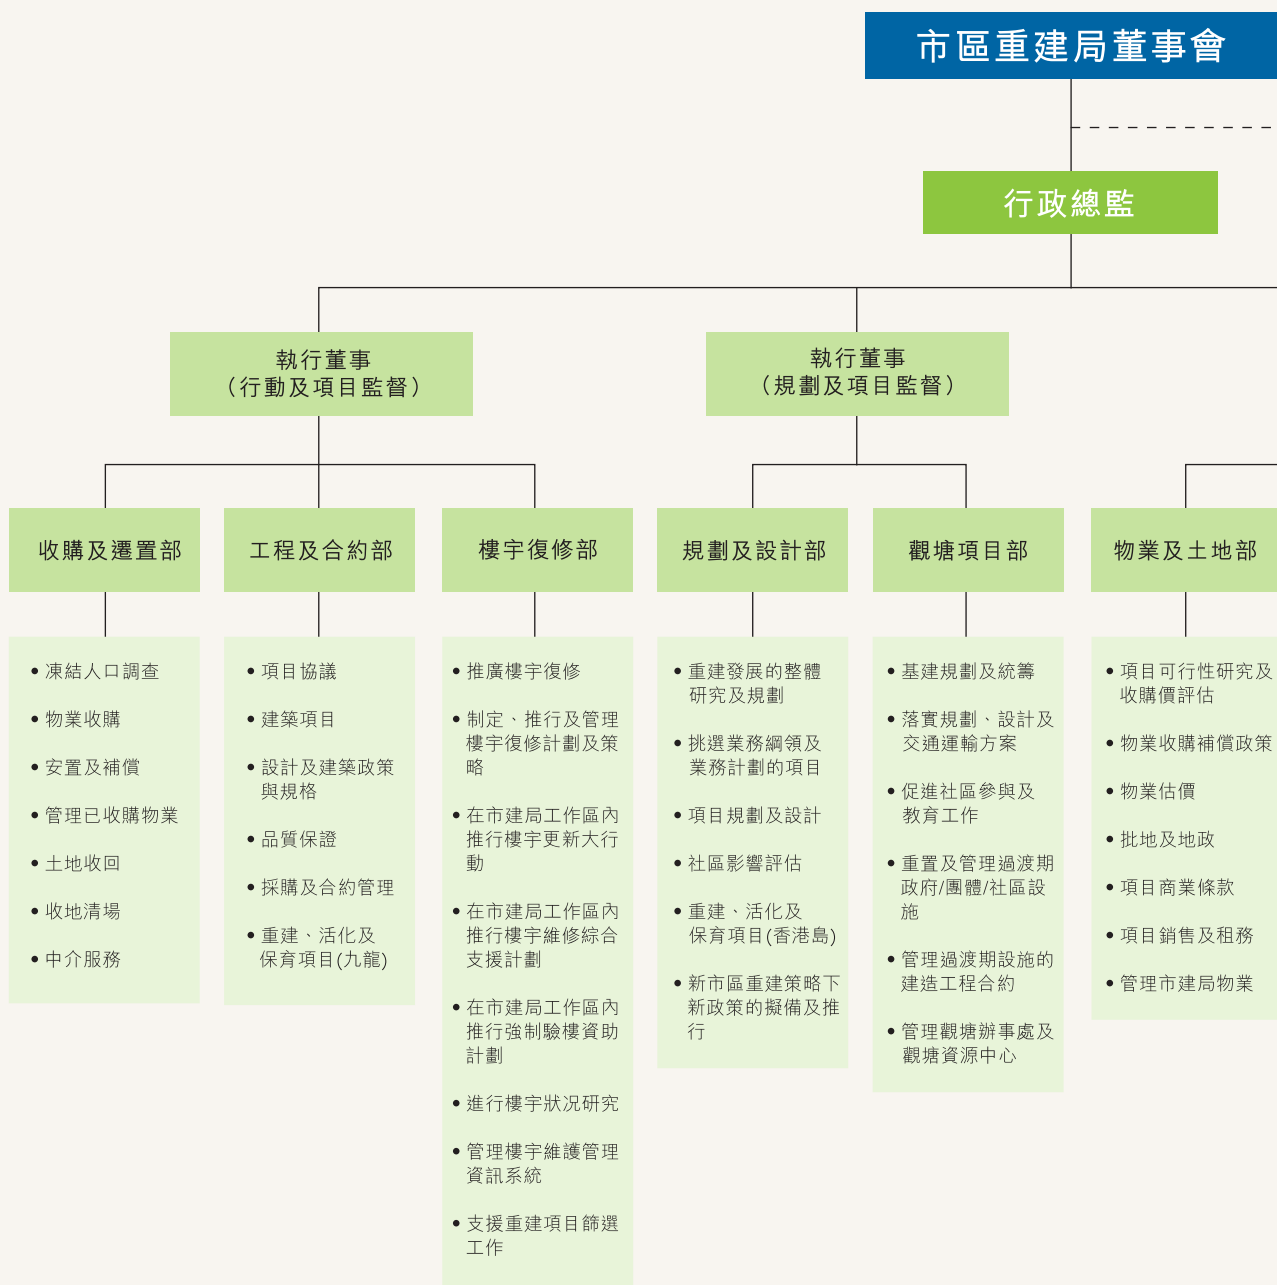 市區重建局董事會
行政總監
執行董事
（行動及項目監督）
執行董事
（規劃及項目監督）
收購及遷置部
工程及合約部
樓宇復修部
規劃及設計部
觀塘項目部
物業及土地部
• 凍結人口調查
• 物業收購
• 安置及補償
• 管理已收購物業
• 土地收回
• 收地清場
• 中介服務
• 項目協議
• 建築項目
• 設計及建築政策
與規格
• 品質保證
• 採購及合約管理
• 重建、活化及
保育項目(九龍)
• 推廣樓宇復修
• 制定、推行及管理
樓宇復修計劃及策
略
• 在市建局工作區內
推行樓宇更新大行
動
• 在市建局工作區內
推行樓宇維修綜合
支援計劃
• 在市建局工作區內
推行強制驗樓資助
計劃
• 進行樓宇狀況研究
• 管理樓宇維護管理
資訊系統
• 支援重建項目篩選
工作
• 重建發展的整體
研究及規劃
• 挑選業務綱領及
業務計劃的項目
• 項目規劃及設計
• 社區影響評估
• 重建、活化及
保育項目(香港島)
• 新市區重建策略下
新政策的擬備及推
行
• 基建規劃及統籌
• 落實規劃、設計及
交通運輸方案
• 促進社區參與及
教育工作
• 重置及管理過渡期
政府/團體/社區設
施
• 管理過渡期設施的
建造工程合約
• 管理觀塘辦事處及
觀塘資源中心
• 項目可行性研究及
收購價評估
• 物業收購補償政策
• 物業估價
• 批地及地政
• 項目商業條款
• 項目銷售及租務
• 管理市建局物業